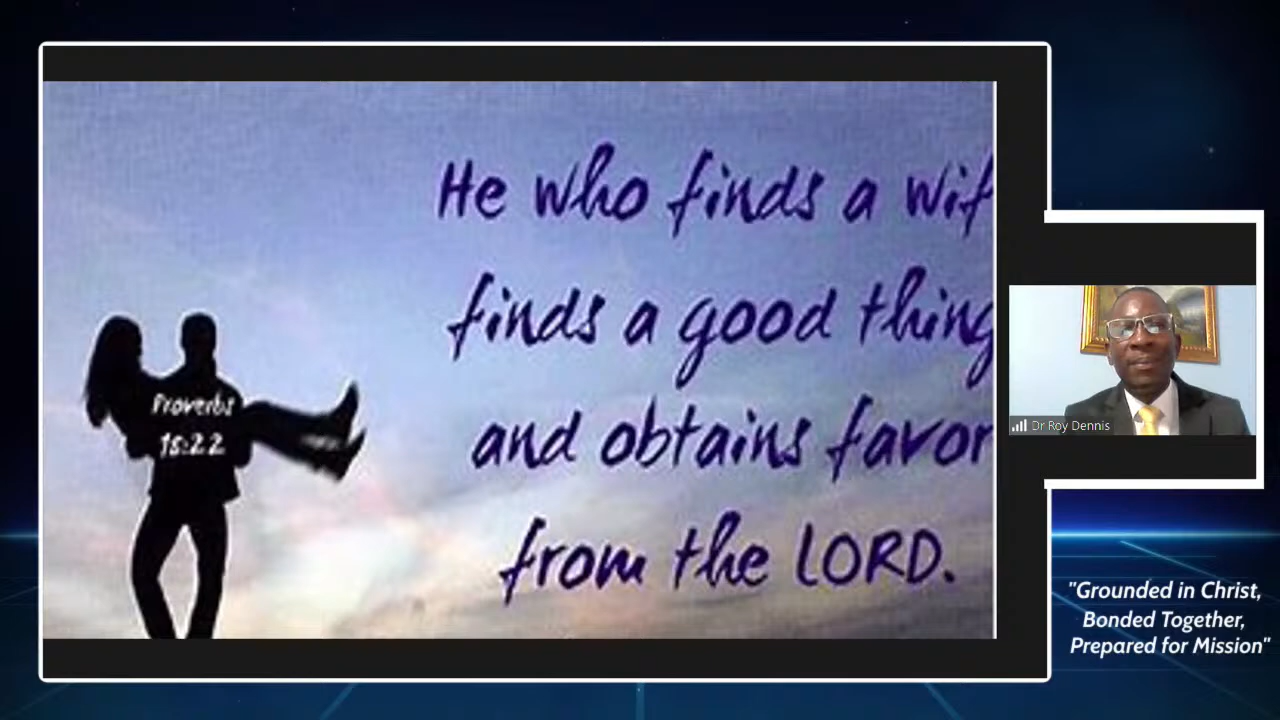 He who finds a wif
finds a good thing
and obtains favor
from the LORD.
Proverbs
18:22
Dr Roy Dennis
"Grounded in Christ,
Bonded Together,
Prepared for Mission"